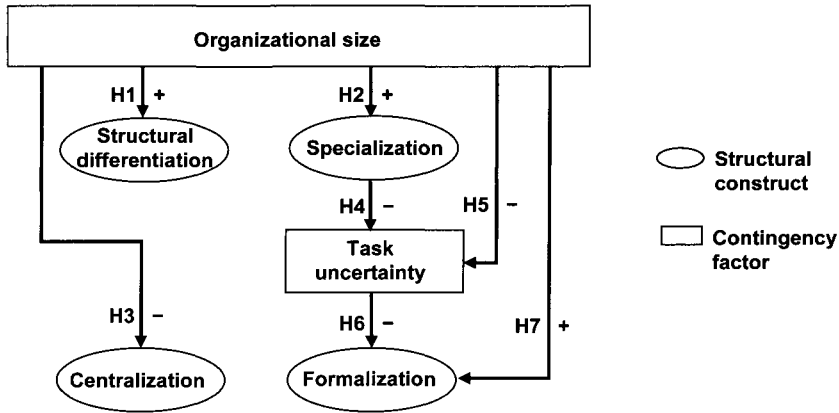 Organizational size
H1 +
H2 +
Structural
differentiation
Specialization
Structural
construct
H4 –
H5 –
Contingency
factor
Task
uncertainty
H3 –
H6 –
H7 +
Centralization
Formalization